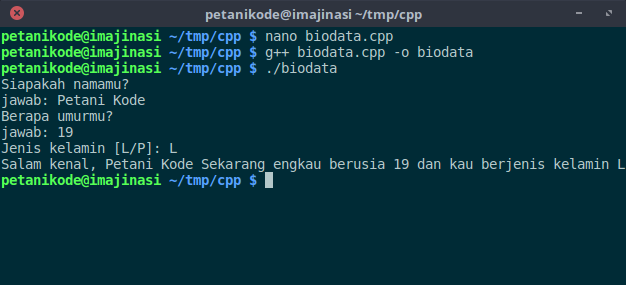 petanikode@imajinasi ~/tmp/cpp
petanikode@imajinasi ~/tmp/cpp $ nano biodata.cpp
petanikode@imajinasi ~/tmp/cpp $ g++ biodata.cpp -o biodata
petanikode@imajinasi ~/tmp/cpp $ ./biodata
Siapakah namamu?
jawab: Petani Kode
Berapa umurmu?
jawab: 19
Jenis kelamin [L/P]: L
Salam kenal, Petani Kode Sekarang engkau berusia 19 dan kau berjenis kelamin L
petanikode@imajinasi ~/tmp/cpp $